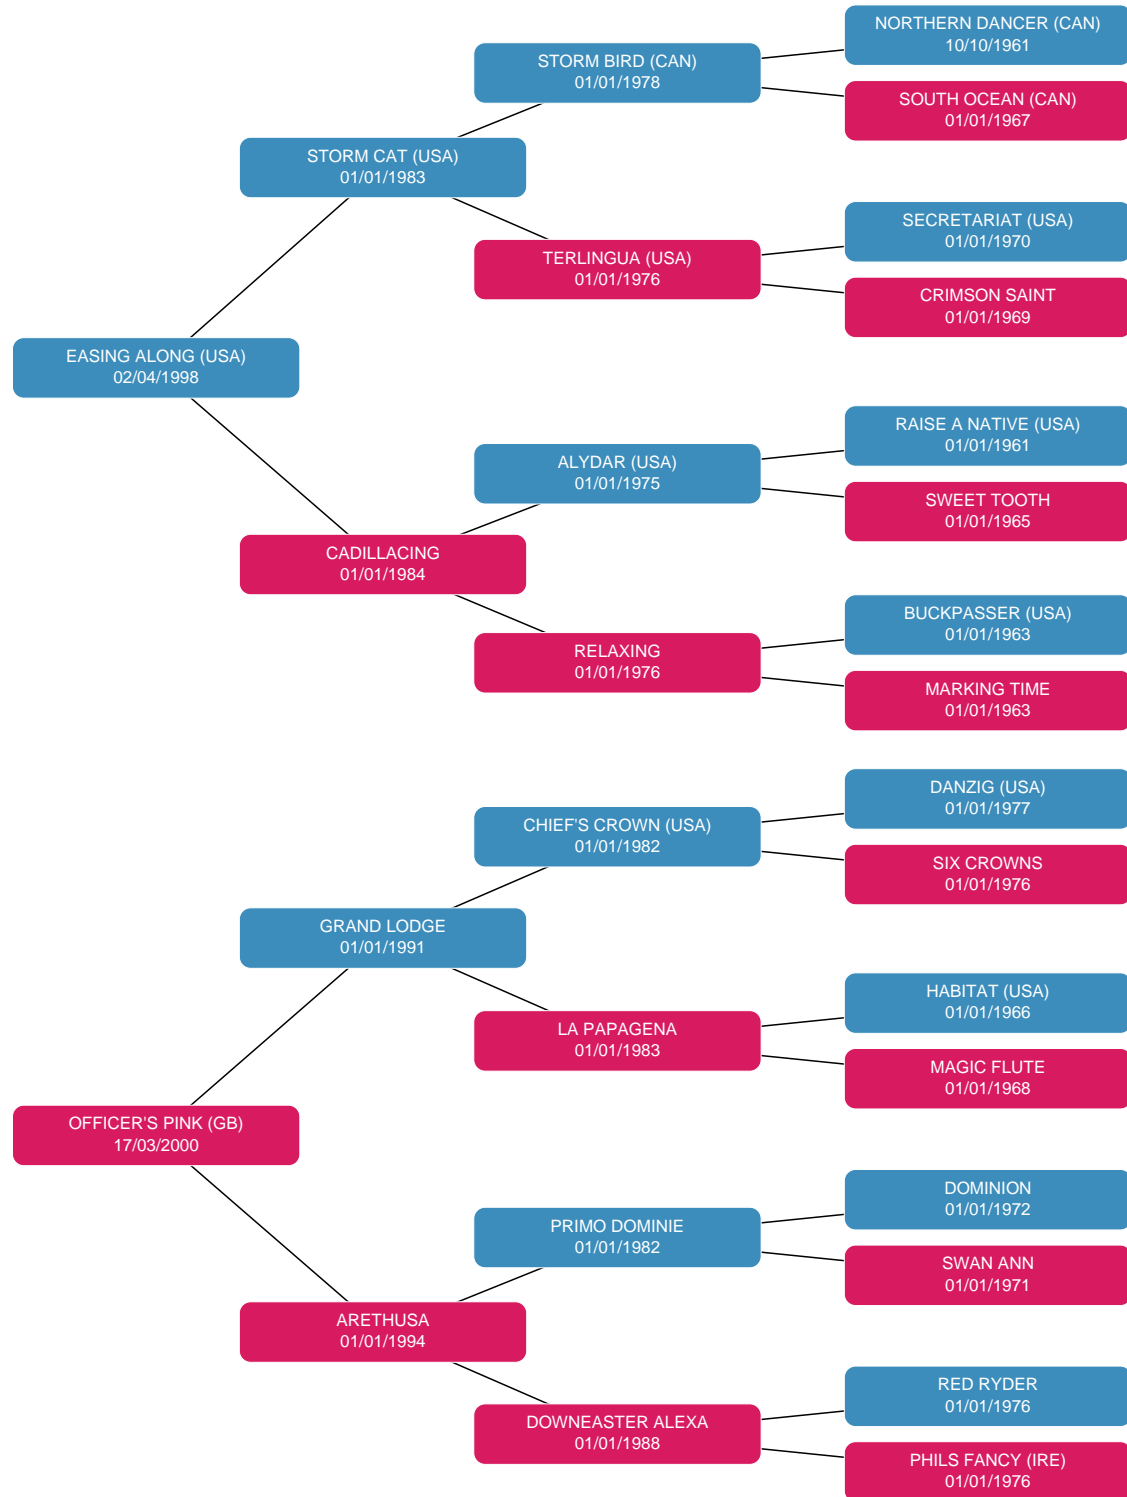 NORTHERN DANCER (CAN)
10/10/1961
STORM BIRD (CAN)
01/01/1978
SOUTH OCEAN (CAN)
01/01/1967
STORM CAT (USA)
01/01/1983
SECRETARIAT (USA)
01/01/1970
TERLINGUA (USA)
01/01/1976
CRIMSON SAINT
01/01/1969
EASING ALONG (USA)
02/04/1998
RAISE A NATIVE (USA)
01/01/1961
ALYDAR (USA)
01/01/1975
SWEET TOOTH
01/01/1965
CADILLACING
01/01/1984
BUCKPASSER (USA)
01/01/1963
RELAXING
01/01/1976
MARKING TIME
01/01/1963
DANZIG (USA)
01/01/1977
CHIEF'S CROWN (USA)
01/01/1982
SIX CROWNS
01/01/1976
GRAND LODGE
01/01/1991
HABITAT (USA)
01/01/1966
LA PAPAGENA
01/01/1983
MAGIC FLUTE
01/01/1968
OFFICER'S PINK (GB)
17/03/2000
DOMINION
01/01/1972
PRIMO DOMINIE
01/01/1982
SWAN ANN
01/01/1971
ARETHUSA
01/01/1994
RED RYDER
01/01/1976
DOWNEASTER ALEXA
01/01/1988
PHILS FANCY (IRE)
01/01/1976